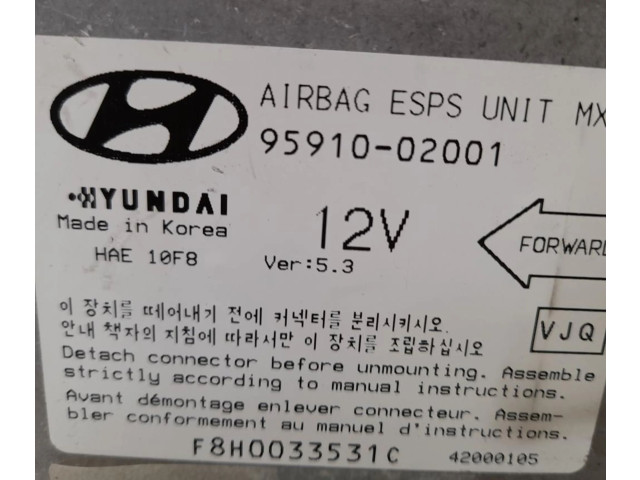 AIRBAG ESPS UNIT MX
95910-02001
HYUNDAI
Made in Korea
12V
FORWARD
HAE 10F8
Ver:5.3
이 장치를 떼어내기 전에 커넥터를 분리시키시오.
안내 책자의 지침에 따라서만 이 장치를 조립하십시오
VJQ
Detach connector before unmounting. Assemble
strictly according to manual instructions.
Avant démontage enlever connecteur. Assem-
bler conformement au manuel d'instructions.
F8H0033531C
42000105